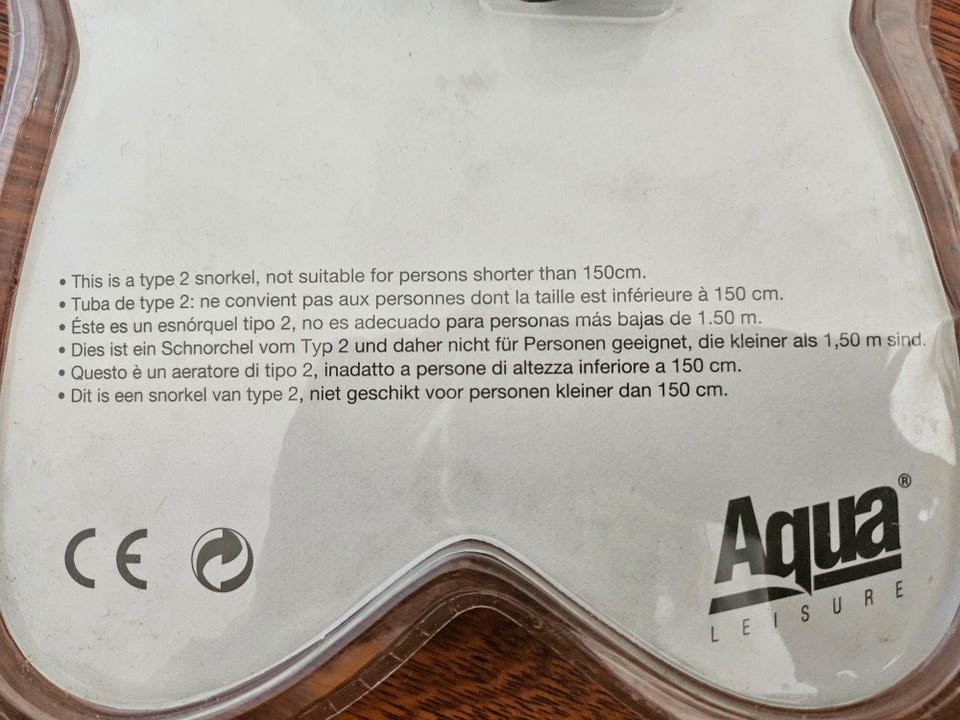 • This is a type 2 snorkel, not suitable for persons shorter than 150cm.
• Tuba de type 2: ne convient pas aux personnes dont la taille est inférieure à 150 cm.
• Éste es un esnórquel tipo 2, no es adecuado para personas más bajas de 1.50 m.
• Dies ist ein Schnorchel vom Typ 2 und daher nicht für Personen geeignet, die kleiner als 1,50 m sind.
• Questo è un aeratore di tipo 2, inadatto a persone di altezza inferiore a 150 cm.
• Dit is een snorkel van type 2, niet geschikt voor personen kleiner dan 150 cm.
CE
Aqua®
LEISURE